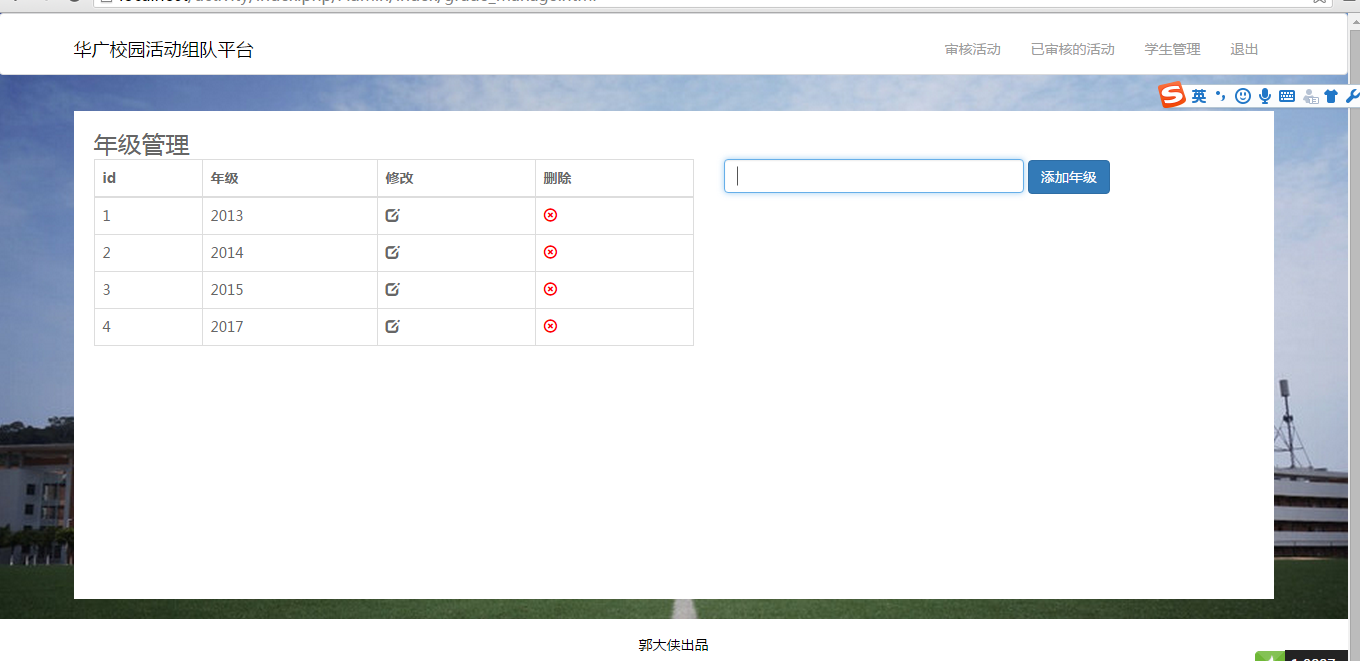 华广校园活动组队平台
审核活动 已审核的活动 学生管理 退出
英
年级管理
id 年级 修改 删除
添加年级
1 2013
2 2014
3 2015
4 2017
郭大侠出品